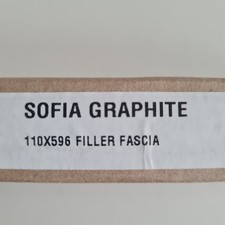 SOFIA GRAPHITE
110X596 FILLER FASCIA